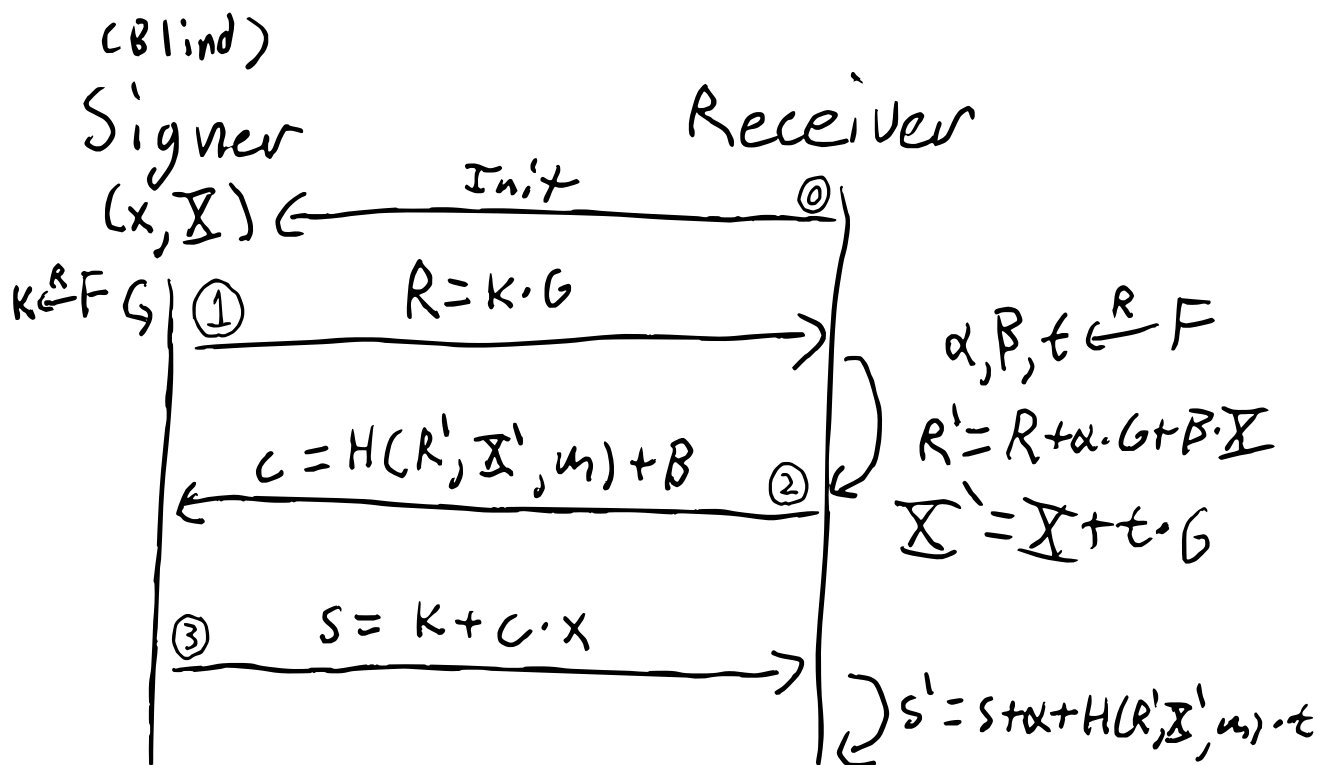 (Blind)
Signer
Receiver
(x, X)
Init
⓪
K ←R F
①
R = K·G
α, β, t ←R F
R' = R + α·G + β·X
X' = X + t·G
c = H(R', X', m) + β
②
③
s = K + c·x
s' = s + α + H(R', X', m)·t